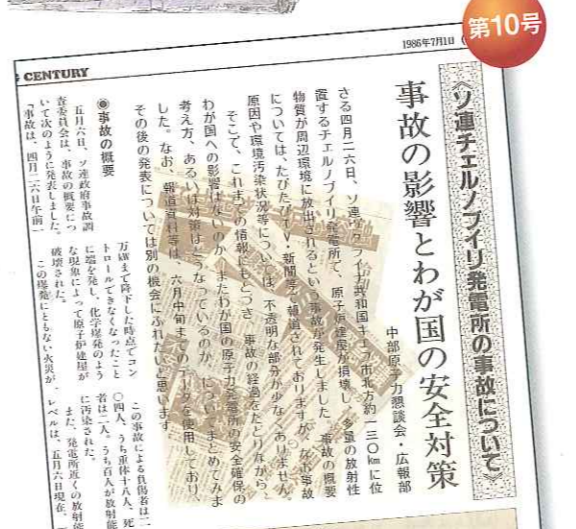 第10号
1986年7月1日
CENTURY
〈ソ連チェルノブイリ発電所の事故について〉
事故の影響とわが国の安全対策
中部原子力懇談会・広報部
さる四月二六日、ソ連ウクライナ共和国キエフ市北方約一三〇㎞に位
置するチェルノブイリ発電所で、原子炉建屋が損壊し、多量の放射性
物質が周辺環境に放出されるという事故が発生しました。事故の概要
については、たびたびTV・新聞等で報道されておりますが、なお事故
原因や環境汚染状況等については、不透明な部分が少なくありません。
そこで、これまでの情報にもとづき、事故の経過をたどりながら、
わが国への影響はないのか、またわが国の原子力発電所の安全確保の
考え方、あるいは対策はどうなっているのか、についてまとめてみま
した。なお、報道資料等は、六月中旬までのデータを使用しており、
その後の発表については別の機会にふれたいと思います。
●事故の概要
五月六日、ソ連政府事故調
査委員会は、事故の概要につ
いて次のように発表しました。
「事故は、四月二六日午前一
万kWまで降下した時点でコン
トロールできなくなったこと
に端を発し、化学爆発のよう
な現象によって原子炉建屋が
破壊された。
この爆発にともない火災が
この事故による負傷者は二
〇四人、うち重体十八人、死
者は二人。うち百人が放射能
に汚染された。
また、発電所近くの放射能
レベルは、五月六日現在、